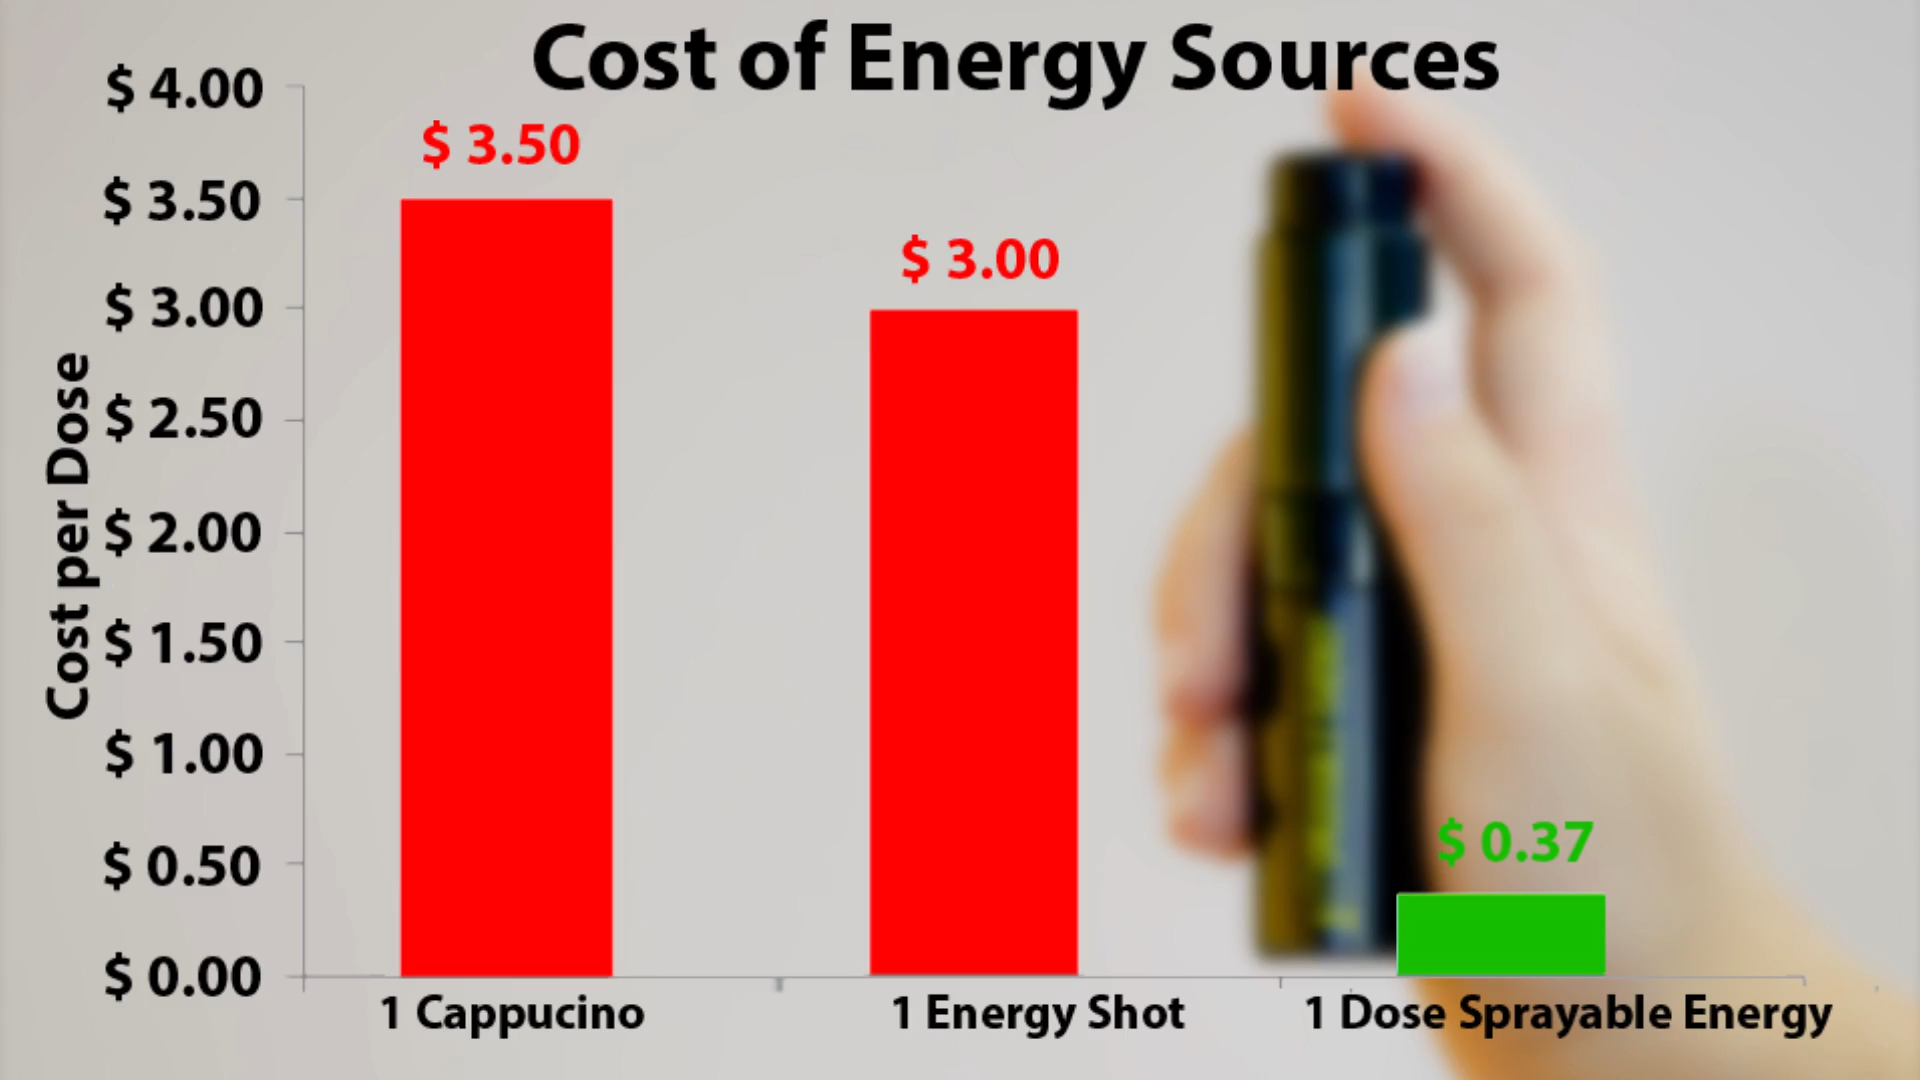 Cost of Energy Sources
$ 4.00
$ 3.50
$ 3.00
$ 2.50
$ 2.00
$ 1.50
$ 1.00
$ 0.50
$ 0.00
Cost per Dose
$ 3.50
$ 3.00
$ 0.37
1 Cappucino
1 Energy Shot
1 Dose Sprayable Energy